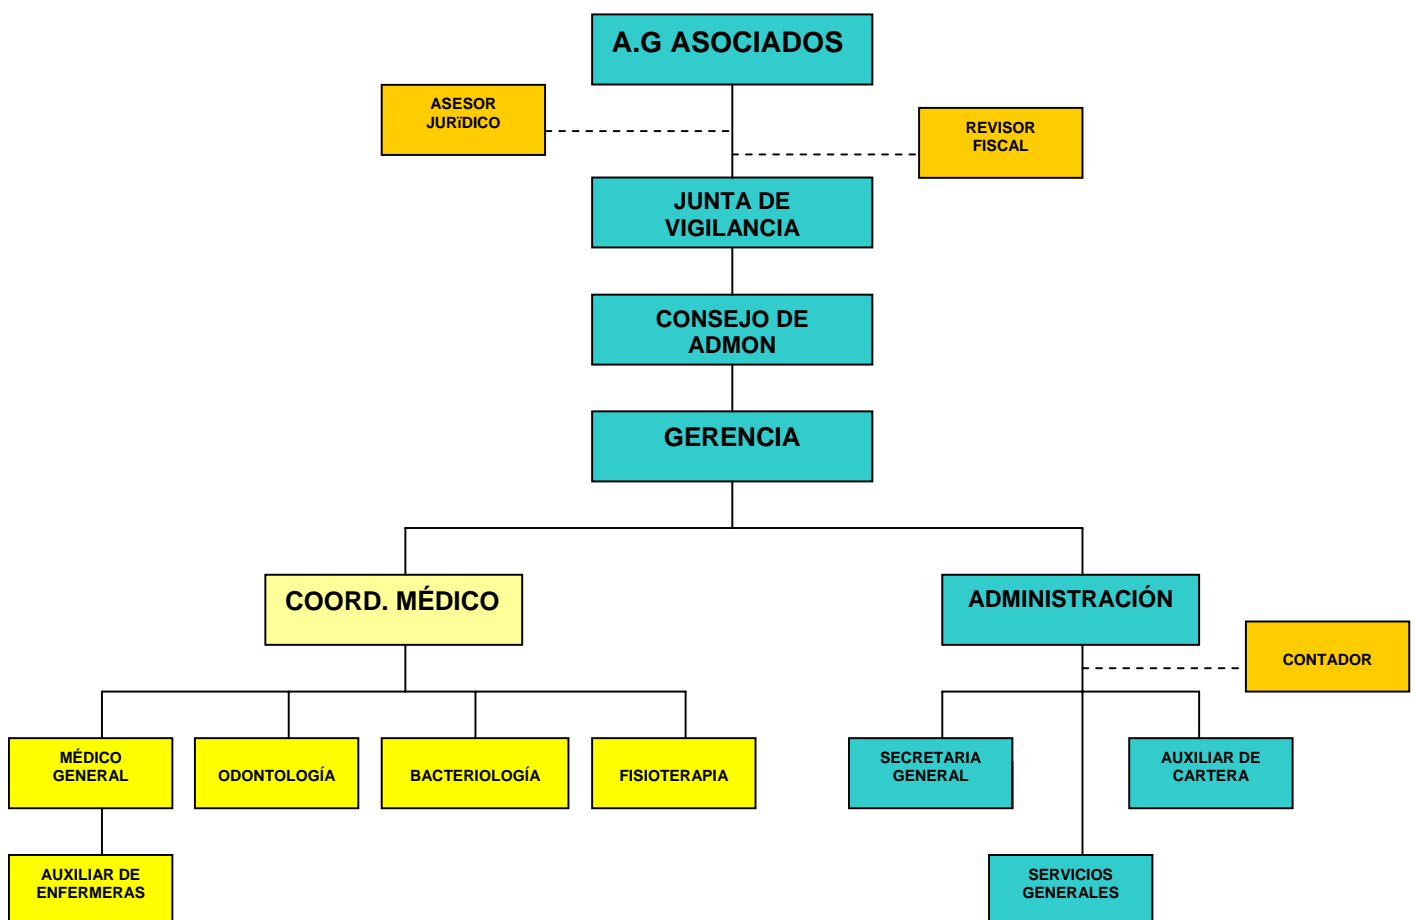 A.G ASOCIADOS
ASESOR
JURïDICO
REVISOR
FISCAL
JUNTA DE
VIGILANCIA
CONSEJO DE
ADMON
GERENCIA
COORD. MÉDICO
ADMINISTRACIÓN
CONTADOR
MÉDICO
GENERAL
ODONTOLOGÍA
BACTERIOLOGÍA
FISIOTERAPIA
SECRETARIA
GENERAL
AUXILIAR DE
CARTERA
AUXILIAR DE
ENFERMERAS
SERVICIOS
GENERALES